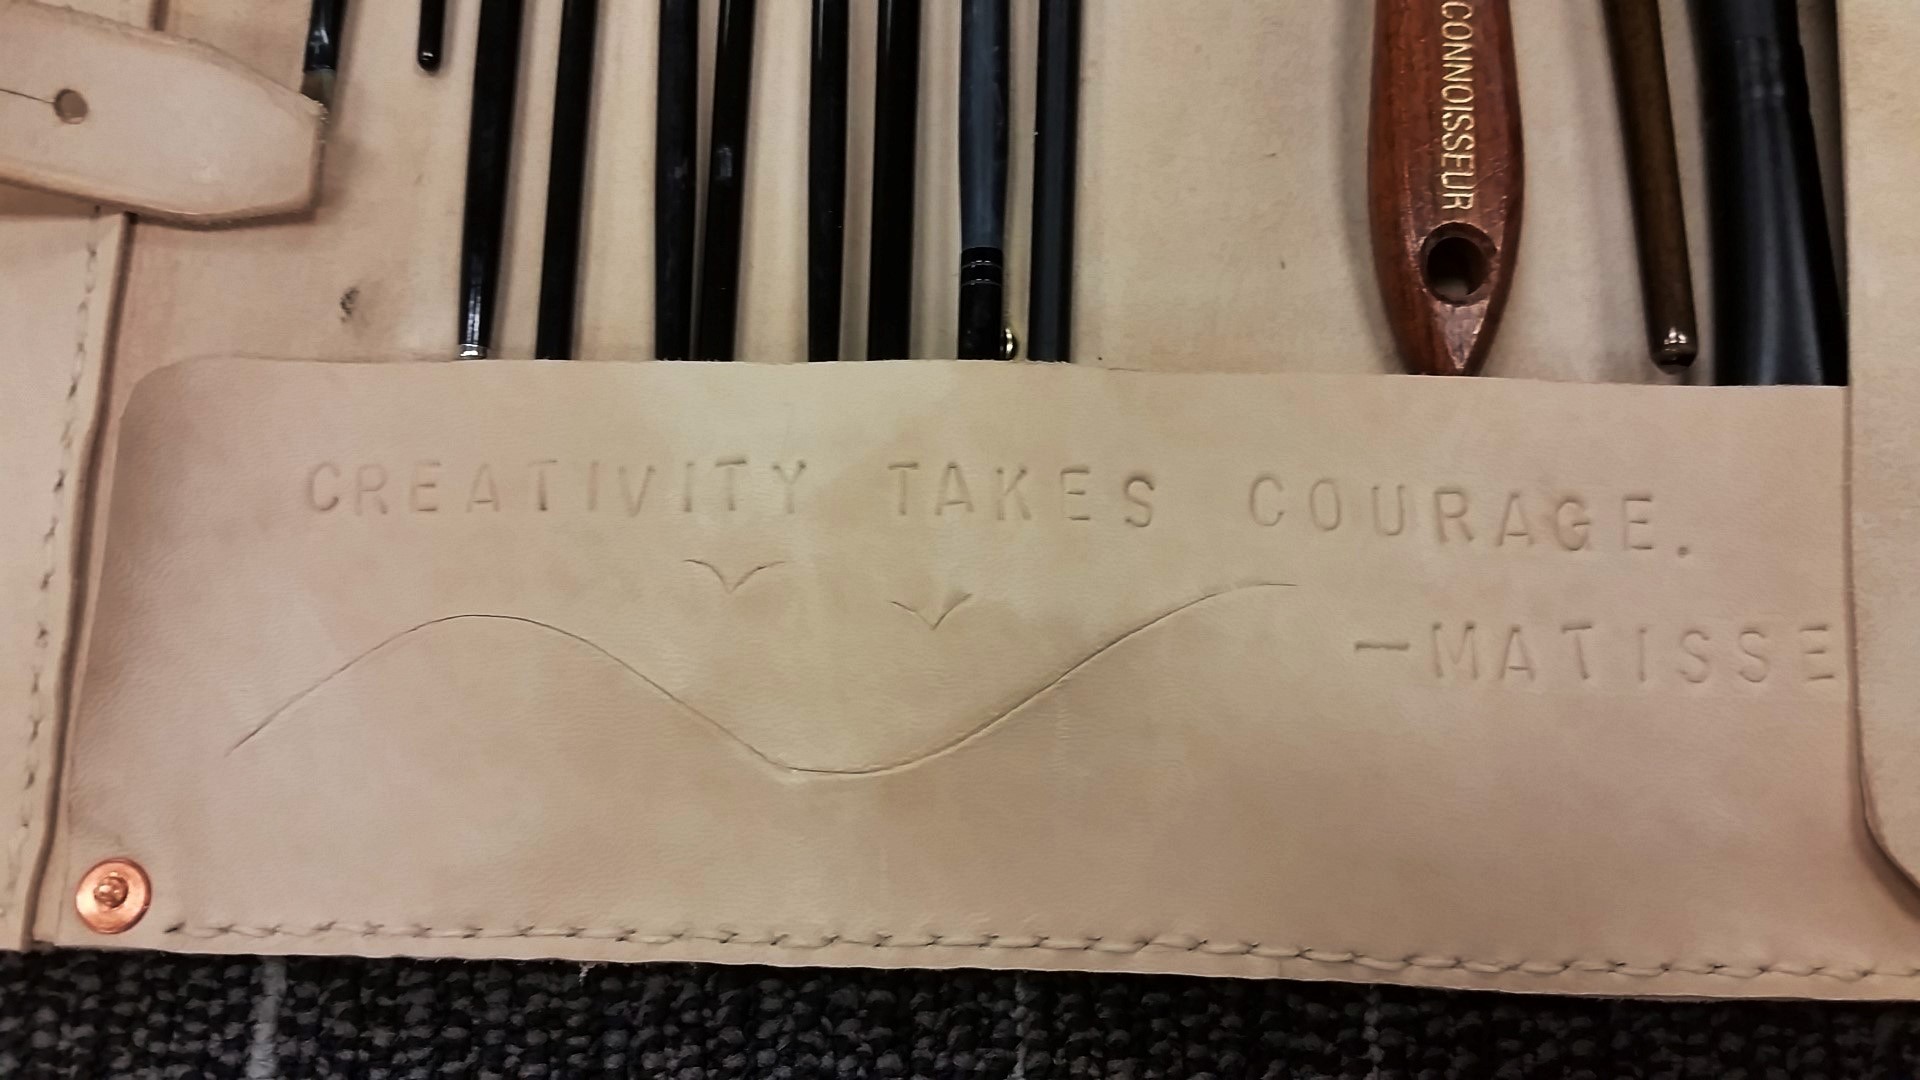 CONNOISSEUR
CREATIVITY TAKES COURAGE.
—MATISSE